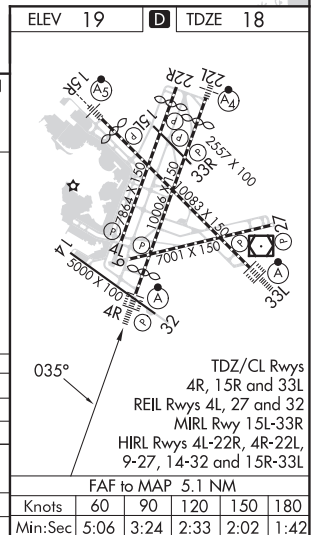 ELEV 19 D TDZE 18
A5
15R
22R
22L
A4
15L
P
P
P
33R
2557 X 100
7864 X 150
10006 X 150
10083 X 150
P
4L
9
P
27
P
P
7001 X 150
A
14
5000 X 100
33L
A
4R
P
32
035°
TDZ/CL Rwys
4R, 15R and 33L
REIL Rwys 4L, 27 and 32
MIRL Rwy 15L-33R
HIRL Rwys 4L-22R, 4R-22L,
9-27, 14-32 and 15R-33L
FAF to MAP 5.1 NM
Knots 60 90 120 150 180
Min:Sec 5:06 3:24 2:33 2:02 1:42